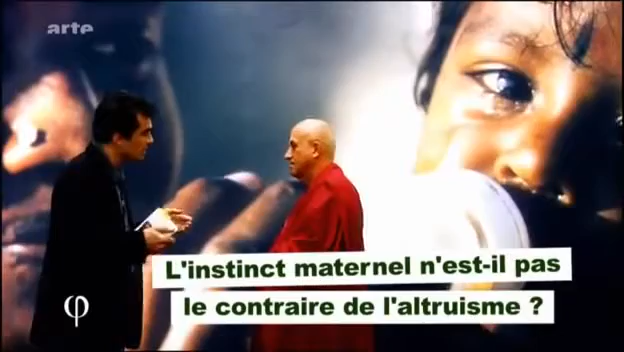 arte
L'instinct maternel n'est-il pas
le contraire de l'altruisme ?
φ